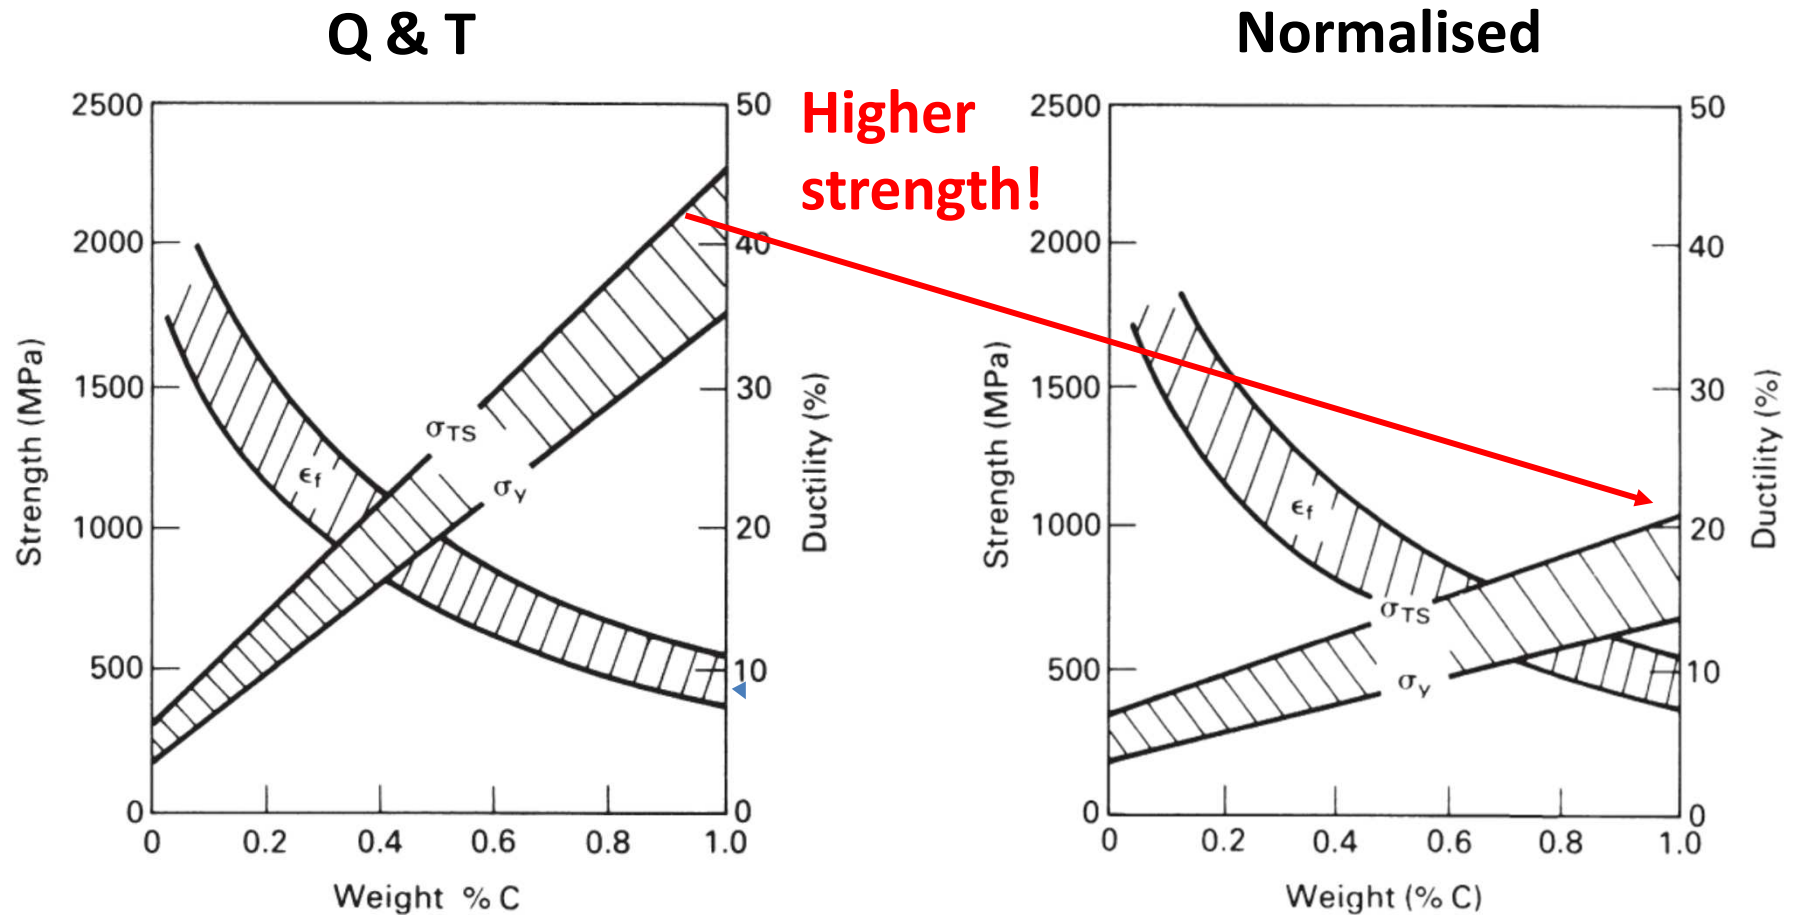 Q & T
Normalised
Higher
strength!
2500
2000
1500
1000
500
0
Strength (MPa)
50
40
30
20
10
0
Ductility (%)
σTS
σy
ϵf
0 0.2 0.4 0.6 0.8 1.0
Weight % C
2500
2000
1500
1000
500
0
Strength (MPa)
50
40
30
20
10
0
Ductility (%)
ϵf
σTS
σy
0 0.2 0.4 0.6 0.8 1.0
Weight (% C)